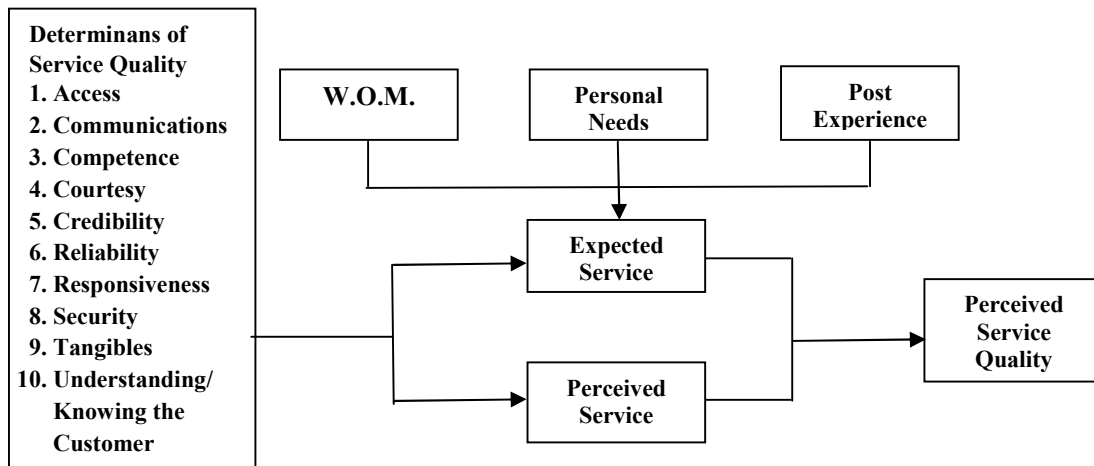 Determinans of
Service Quality
1. Access
2. Communications
3. Competence
4. Courtesy
5. Credibility
6. Reliability
7. Responsiveness
8. Security
9. Tangibles
10. Understanding/
Knowing the
Customer
W.O.M.
Personal
Needs
Post
Experience
Expected
Service
Perceived
Service
Perceived
Service
Quality